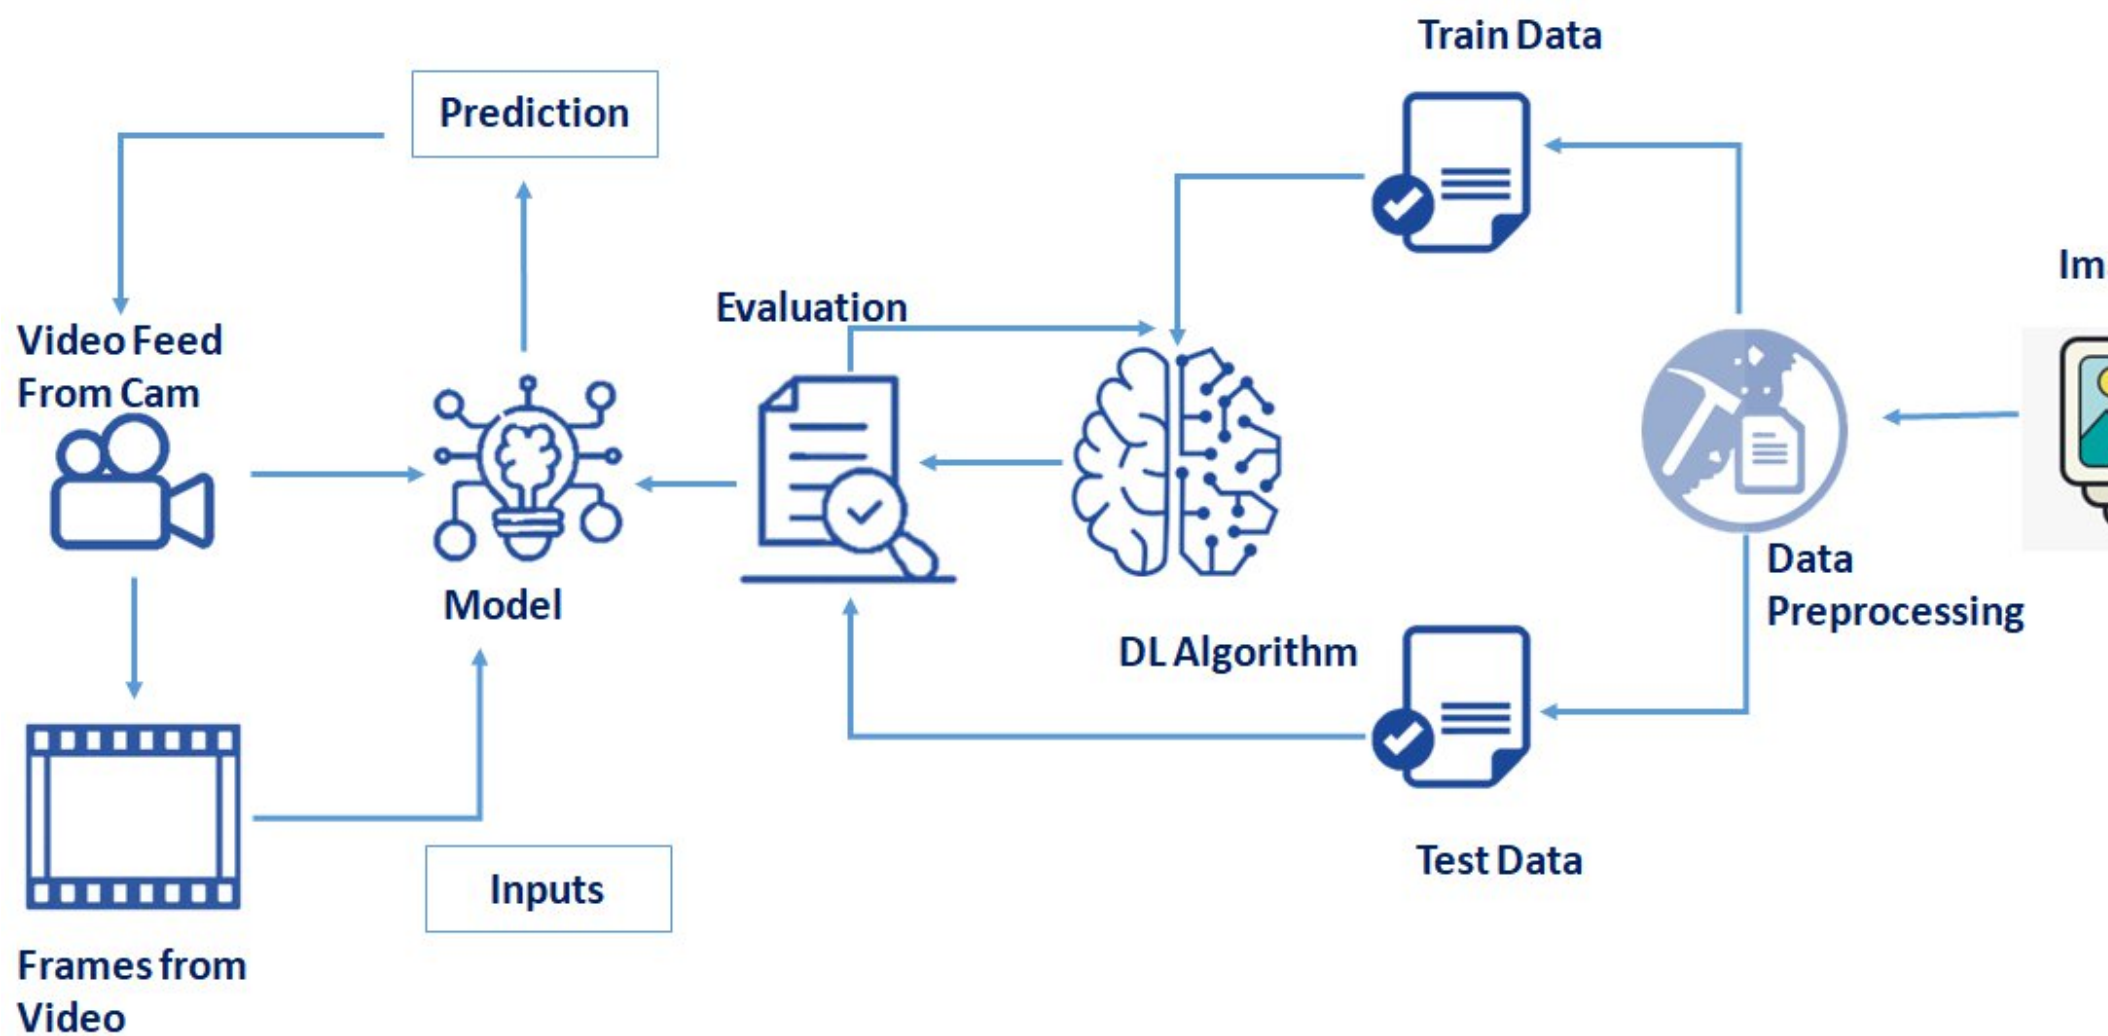 Train Data
Prediction
Evaluation
Video Feed
From Cam
Model
DL Algorithm
Data
Preprocessing
Inputs
Test Data
Frames from
Video